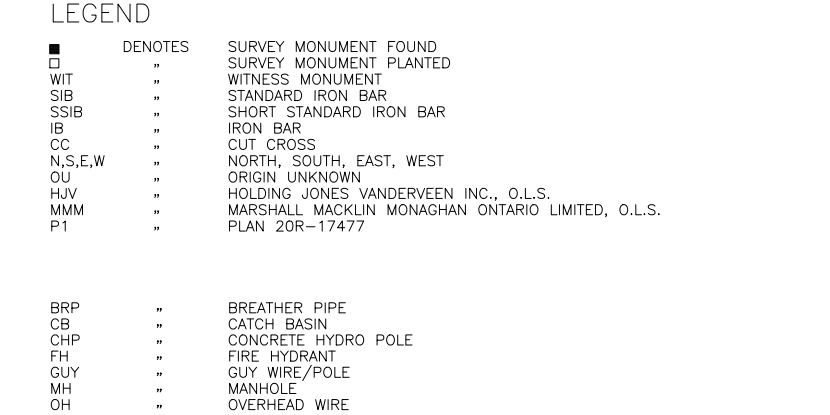 LEGEND
■ DENOTES SURVEY MONUMENT FOUND
□ " SURVEY MONUMENT PLANTED
WIT " WITNESS MONUMENT
SIB " STANDARD IRON BAR
SSIB " SHORT STANDARD IRON BAR
IB " IRON BAR
CC " CUT CROSS
N,S,E,W " NORTH, SOUTH, EAST, WEST
OU " ORIGIN UNKNOWN
HJV " HOLDING JONES VANDERVEEN INC., O.L.S.
MMM " MARSHALL MACKLIN MONAGHAN ONTARIO LIMITED, O.L.S.
P1 " PLAN 20R-17477
BRP " BREATHER PIPE
CB " CATCH BASIN
CHP " CONCRETE HYDRO POLE
FH " FIRE HYDRANT
GUY " GUY WIRE/POLE
MH " MANHOLE
OH " OVERHEAD WIRE